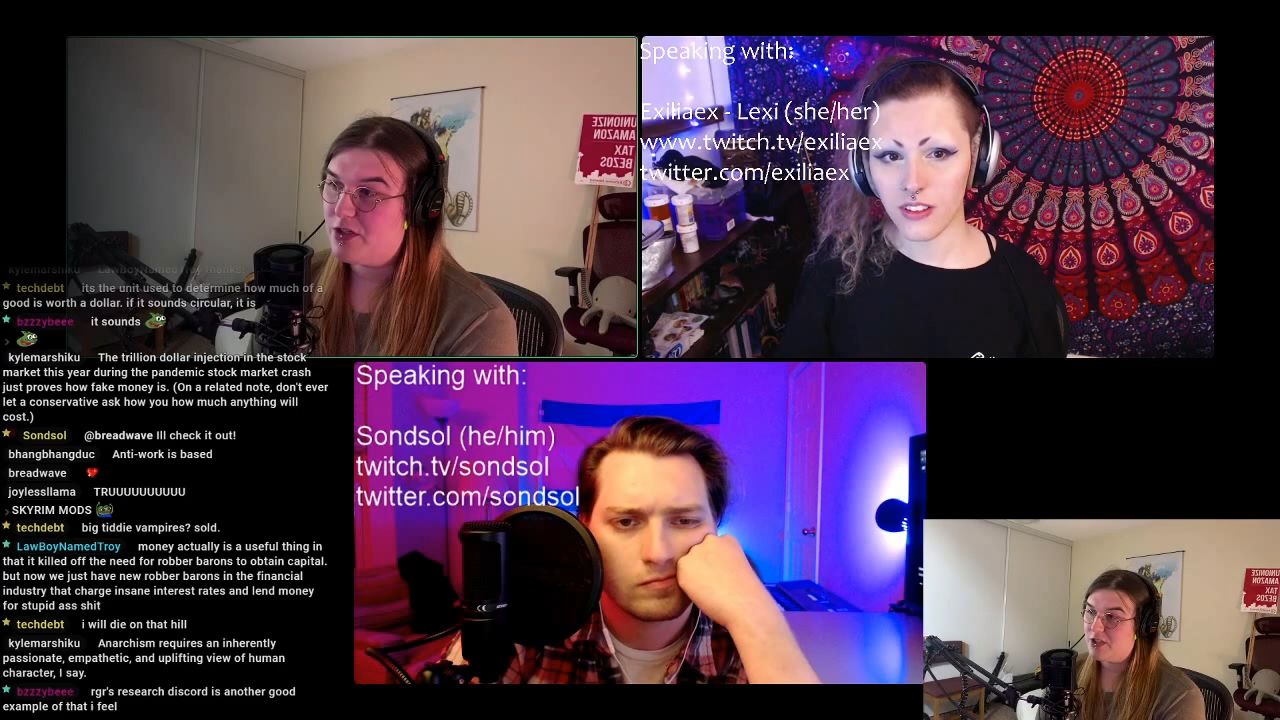 Speaking with:
Exiliaex - Lexi (she/her)
www.twitch.tv/exiliaex
twitter.com/exiliaex
UNIONIZE
AMAZON
TAX
BEZOS
kylemarshiku LawBoyNamedTroy thanks
techdebt its the unit used to determine how much of a
good is worth a dollar. if it sounds circular, it is
bzzzybeee it sounds
kylemarshiku The trillion dollar injection in the stock
market this year during the pandemic stock market crash
just proves how fake money is. (On a related note, don't ever
let a conservative ask how you how much anything will
cost.)
Sondsol @breadwave Ill check it out!
bhangbhangduc Anti-work is based
breadwave
joylessllama TRUUUUUUUUUU
SKYRIM MODS
techdebt big tiddie vampires? sold.
LawBoyNamedTroy money actually is a useful thing in
that it killed off the need for robber barons to obtain capital.
but now we just have new robber barons in the financial
industry that charge insane interest rates and lend money
for stupid ass shit
techdebt i will die on that hill
kylemarshiku Anarchism requires an inherently
passionate, empathetic, and uplifting view of human
character, I say.
bzzzybeee rgr's research discord is another good
example of that i feel
Speaking with:
Sondsol (he/him)
twitch.tv/sondsol
twitter.com/sondsol
UNIONIZE
AMAZON
TAX
BEZOS